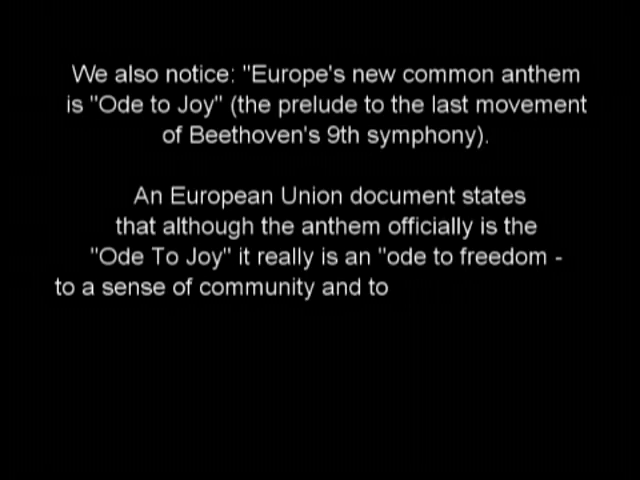 We also notice: "Europe's new common anthem
is "Ode to Joy" (the prelude to the last movement
of Beethoven's 9th symphony).
An European Union document states
that although the anthem officially is the
"Ode To Joy" it really is an "ode to freedom -
to a sense of community and to